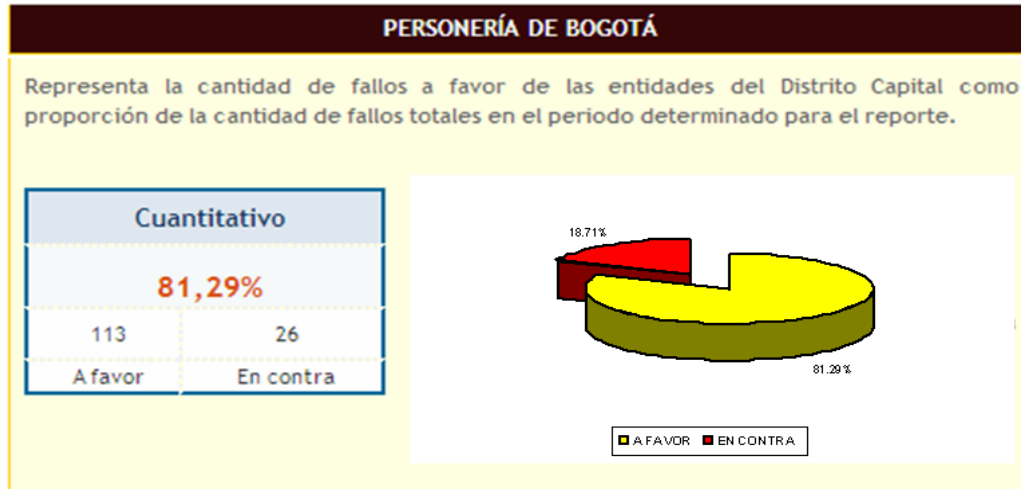 PERSONERÍA DE BOGOTÁ
Representa la cantidad de fallos a favor de las entidades del Distrito Capital como
proporción de la cantidad de fallos totales en el periodo determinado para el reporte.
Cuantitativo
81,29%
113 26
A favor En contra
18.71%
81.29%
A FAVOR EN CONTRA